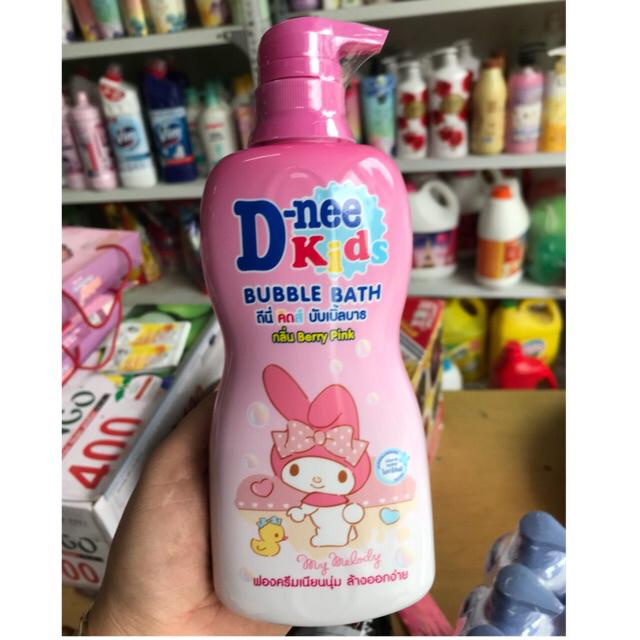 D-nee
Kids
BUBBLE BATH
ดีนี่ คิดส์ บับเบิ้ลบาธ
กลิ่น Berry Pink
My Melody
ฟองครีมเนียนนุ่ม ล้างออกง่าย
400